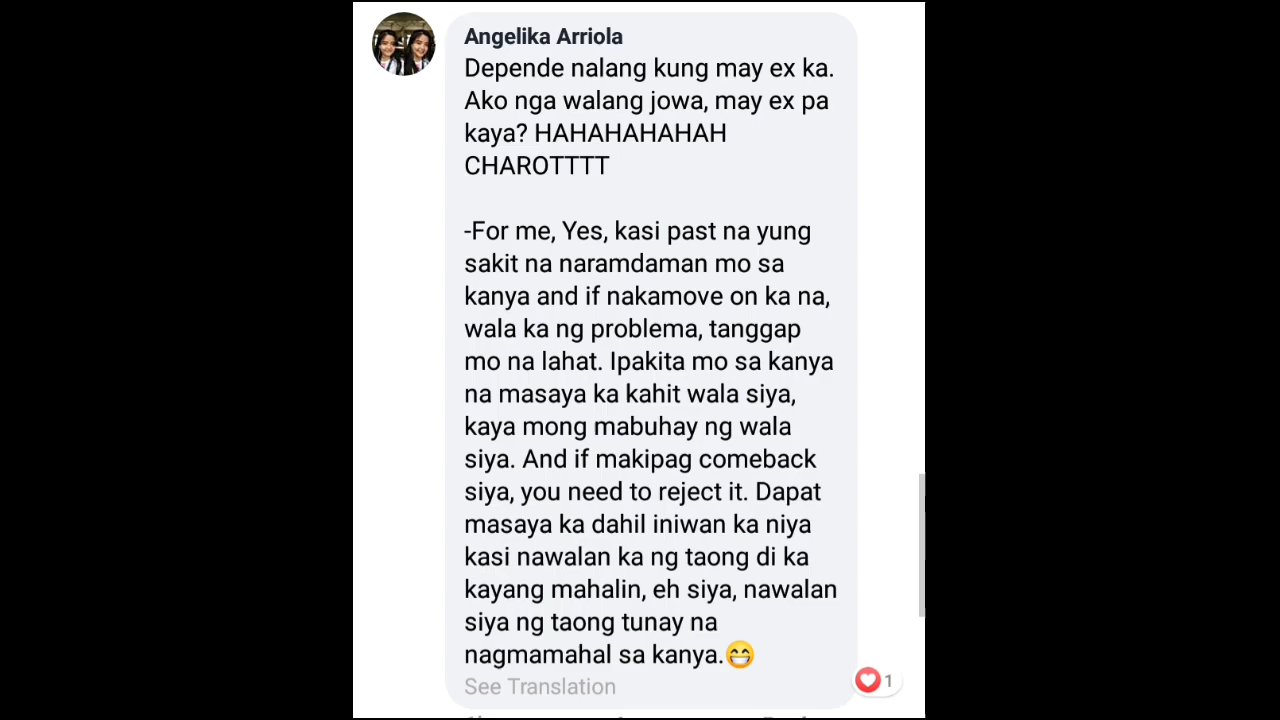 Angelika Arriola
Depende nalang kung may ex ka.
Ako nga walang jowa, may ex pa
kaya? HAHAHAHAHAH
CHAROTTTT
-For me, Yes, kasi past na yung
sakit na naramdaman mo sa
kanya and if nakamove on ka na,
wala ka ng problema, tanggap
mo na lahat. Ipakita mo sa kanya
na masaya ka kahit wala siya,
kaya mong mabuhay ng wala
siya. And if makipag comeback
siya, you need to reject it. Dapat
masaya ka dahil iniwan ka niya
kasi nawalan ka ng taong di ka
kayang mahalin, eh siya, nawalan
siya ng taong tunay na
nagmamahal sa kanya.😁
See Translation
1